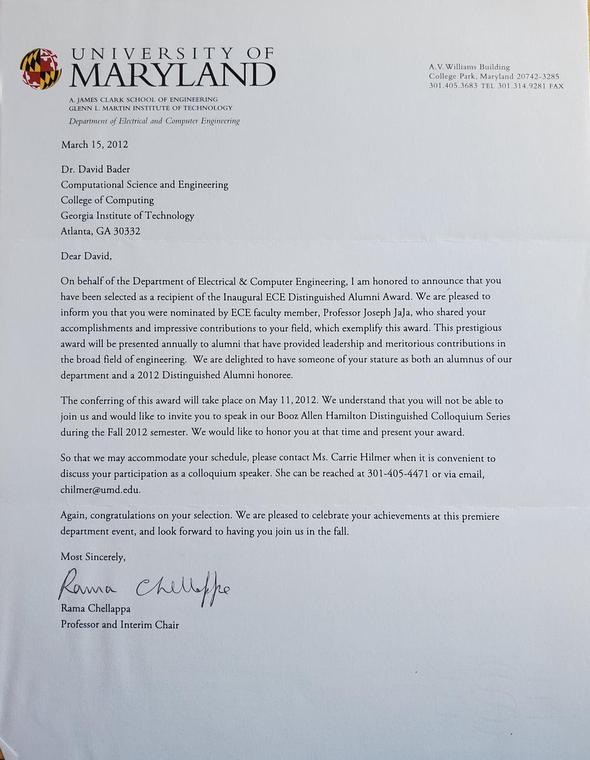 UNIVERSITY OF
MARYLAND
A. JAMES CLARK SCHOOL OF ENGINEERING
GLENN L. MARTIN INSTITUTE OF TECHNOLOGY
Department of Electrical and Computer Engineering
A.V. Williams Building
College Park, Maryland 20742-3285
301.405.3683 TEL 301.314.9281 FAX
March 15, 2012
Dr. David Bader
Computational Science and Engineering
College of Computing
Georgia Institute of Technology
Atlanta, GA 30332
Dear David,
On behalf of the Department of Electrical & Computer Engineering, I am honored to announce that you
have been selected as a recipient of the Inaugural ECE Distinguished Alumni Award. We are pleased to
inform you that you were nominated by ECE faculty member, Professor Joseph JaJa, who shared your
accomplishments and impressive contributions to your field, which exemplify this award. This prestigious
award will be presented annually to alumni that have provided leadership and meritorious contributions in
the broad field of engineering. We are delighted to have someone of your stature as both an alumnus of our
department and a 2012 Distinguished Alumni honoree.
The conferring of this award will take place on May 11, 2012. We understand that you will not be able to
join us and would like to invite you to speak in our Booz Allen Hamilton Distinguished Colloquium Series
during the Fall 2012 semester. We would like to honor you at that time and present your award.
So that we may accommodate your schedule, please contact Ms. Carrie Hilmer when it is convenient to
discuss your participation as a colloquium speaker. She can be reached at 301-405-4471 or via email,
chilmer@umd.edu.
Again, congratulations on your selection. We are pleased to celebrate your achievements at this premiere
department event, and look forward to having you join us in the fall.
Most Sincerely,
Rama Chellappa
Rama Chellappa
Professor and Interim Chair